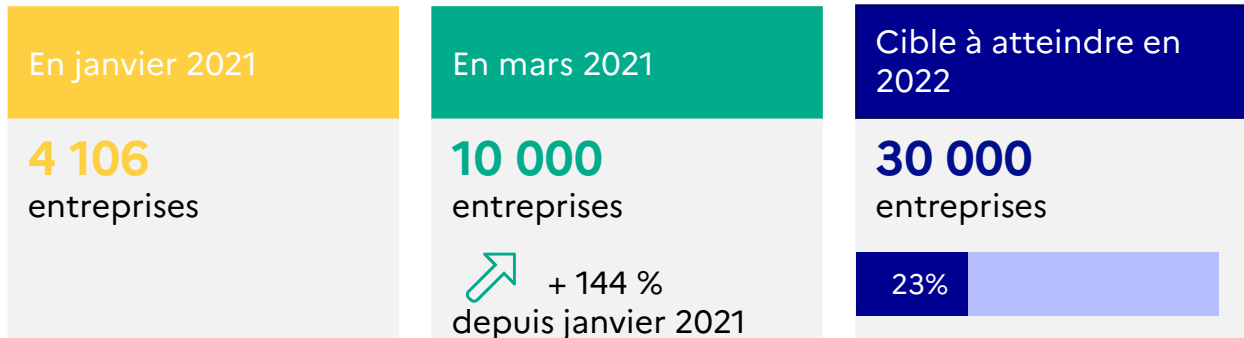 En janvier 2021
4 106
entreprises
En mars 2021
10 000
entreprises
+ 144 %
depuis janvier 2021
Cible à atteindre en
2022
30 000
entreprises
23%